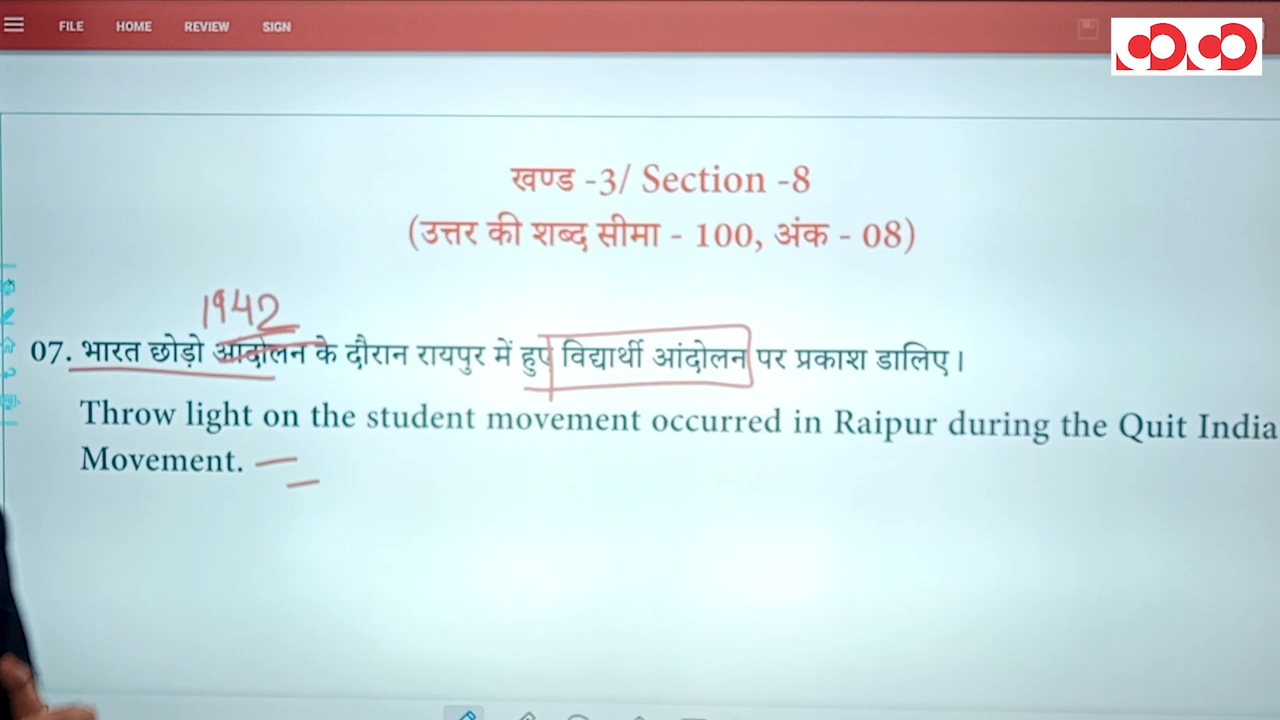 FILE HOME REVIEW SIGN
खण्ड -3/ Section -8
(उत्तर की शब्द सीमा - 100, अंक - 08)
1942
07. भारत छोड़ो आंदोलन के दौरान रायपुर में हुए विद्यार्थी आंदोलन पर प्रकाश डालिए।
Throw light on the student movement occurred in Raipur during the Quit India
Movement.